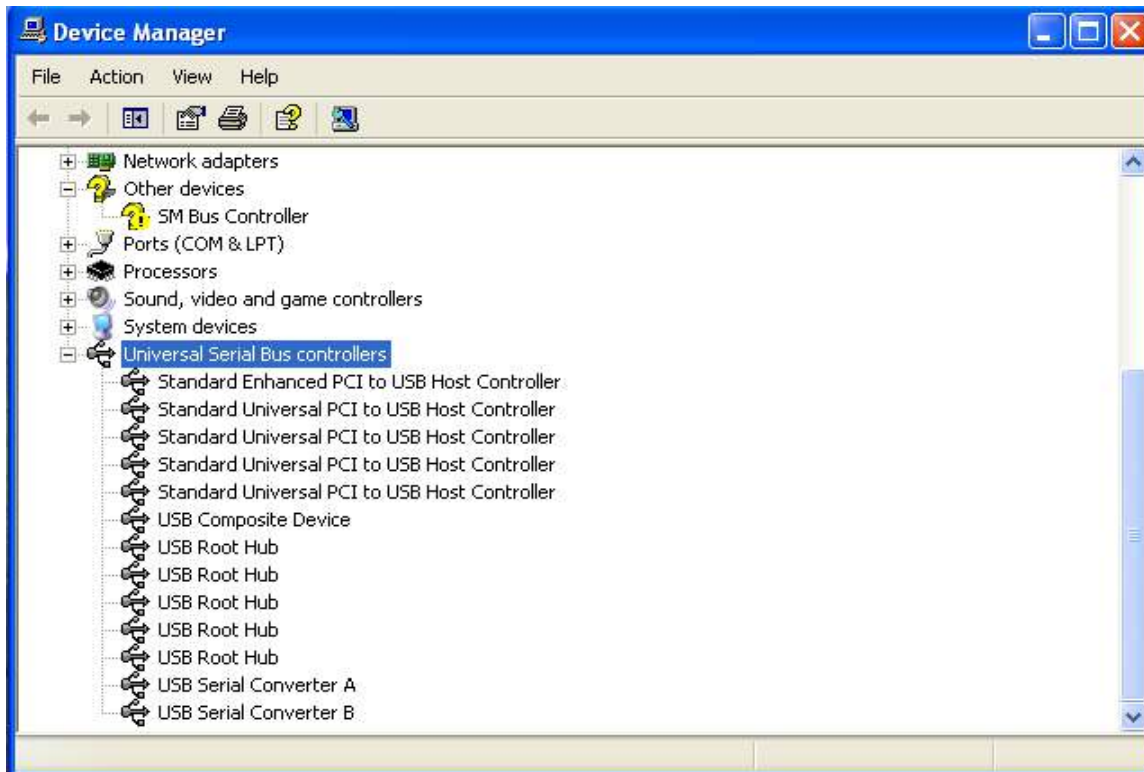 Device Manager
File Action View Help
Network adapters
Other devices
SM Bus Controller
Ports (COM & LPT)
Processors
Sound, video and game controllers
System devices
Universal Serial Bus controllers
Standard Enhanced PCI to USB Host Controller
Standard Universal PCI to USB Host Controller
Standard Universal PCI to USB Host Controller
Standard Universal PCI to USB Host Controller
Standard Universal PCI to USB Host Controller
USB Composite Device
USB Root Hub
USB Root Hub
USB Root Hub
USB Root Hub
USB Root Hub
USB Serial Converter A
USB Serial Converter B